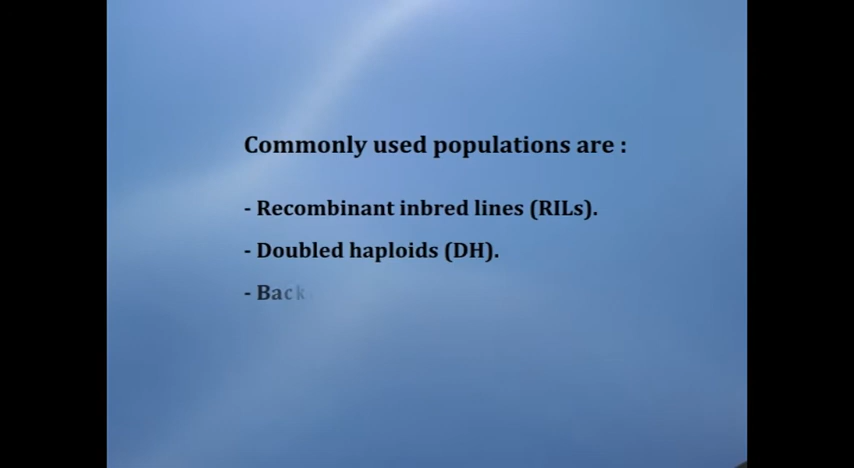 Commonly used populations are :
- Recombinant inbred lines (RILs).
- Doubled haploids (DH).
- Back